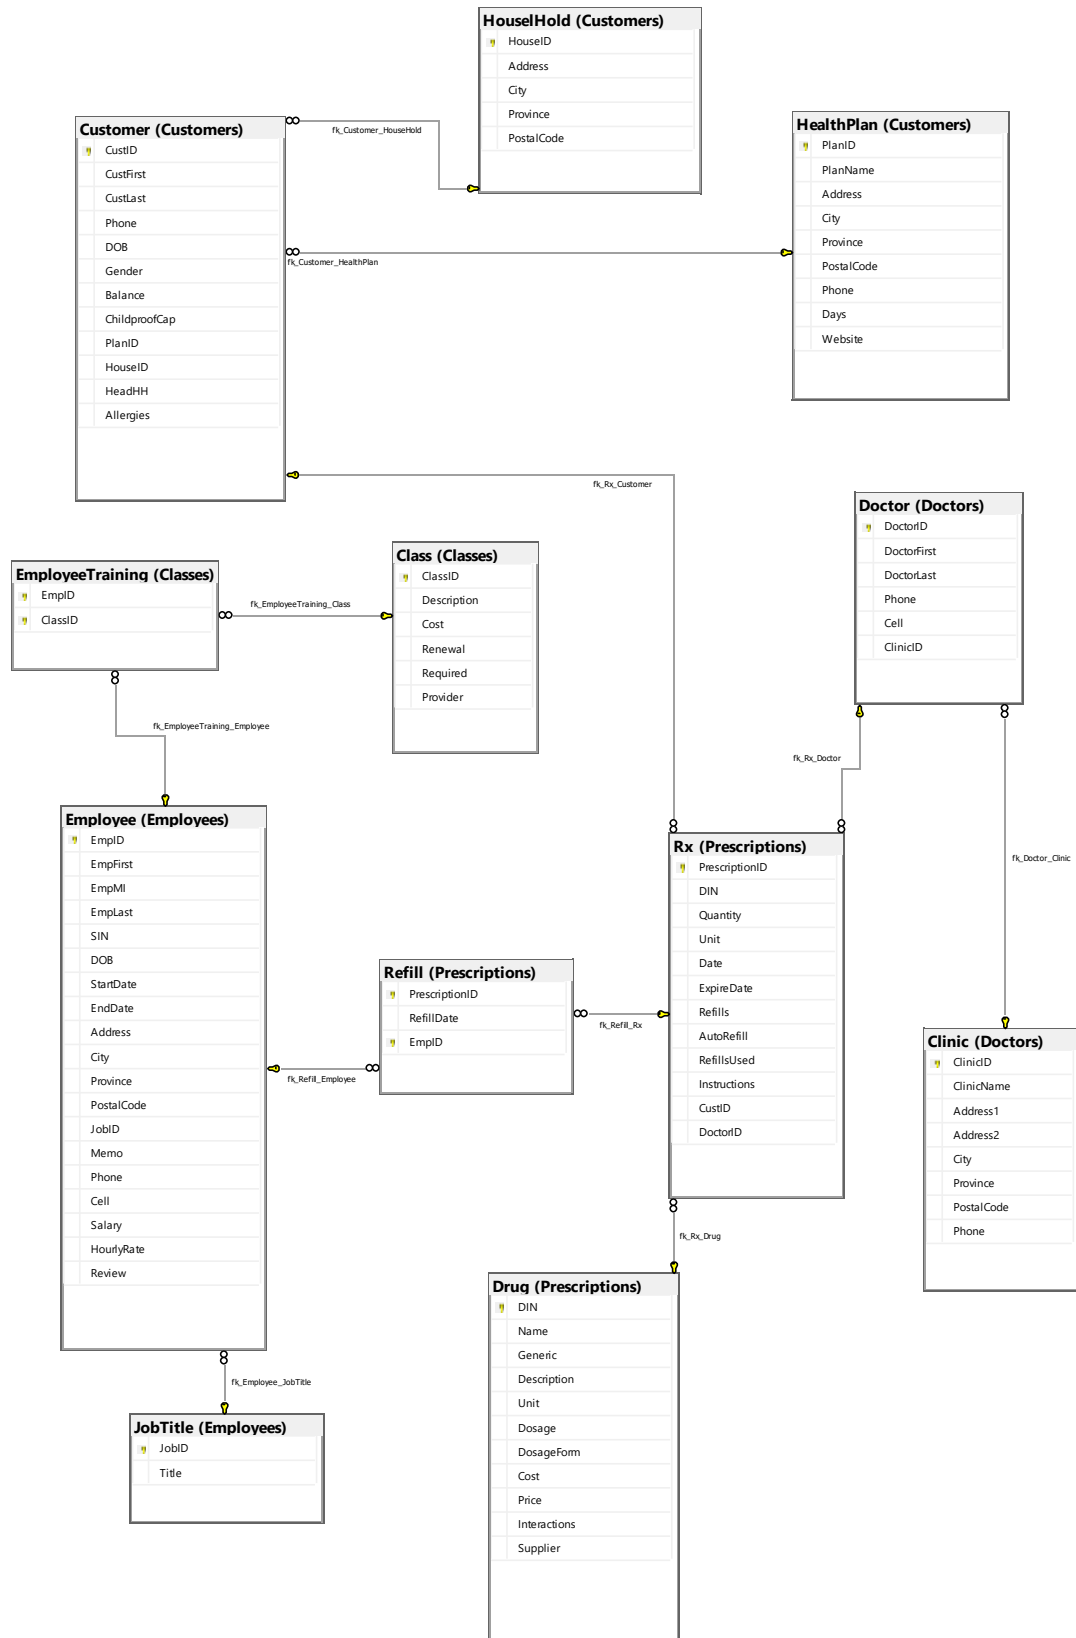 HouselHold (Customers)
HouseID
Address
City
Province
PostalCode
Customer (Customers)
CustID
CustFirst
CustLast
Phone
DOB
Gender
Balance
ChildproofCap
PlanID
HouseID
HeadHH
Allergies
fk_Customer_HouseHold
HealthPlan (Customers)
PlanID
PlanName
Address
City
Province
PostalCode
Phone
Days
Website
fk_Customer_HealthPlan
fk_Rx_Customer
Doctor (Doctors)
DoctorID
DoctorFirst
DoctorLast
Phone
Cell
ClinicID
EmployeeTraining (Classes)
EmpID
ClassID
fk_EmployeeTraining_Class
Class (Classes)
ClassID
Description
Cost
Renewal
Required
Provider
fk_EmployeeTraining_Employee
fk_Rx_Doctor
fk_Doctor_Clinic
Employee (Employees)
EmpID
EmpFirst
EmpMI
EmpLast
SIN
DOB
StartDate
EndDate
Address
City
Province
PostalCode
JobID
Memo
Phone
Cell
Salary
HourlyRate
Review
Refill (Prescriptions)
PrescriptionID
RefillDate
EmpID
fk_Refill_Employee
fk_Refill_Rx
Rx (Prescriptions)
PrescriptionID
DIN
Quantity
Unit
Date
ExpireDate
Refills
AutoRefill
RefillsUsed
Instructions
CustID
DoctorID
Clinic (Doctors)
ClinicID
ClinicName
Address1
Address2
City
Province
PostalCode
Phone
fk_Rx_Drug
Drug (Prescriptions)
DIN
Name
Generic
Description
Unit
Dosage
DosageForm
Cost
Price
Interactions
Supplier
fk_Employee_JobTitle
JobTitle (Employees)
JobID
Title